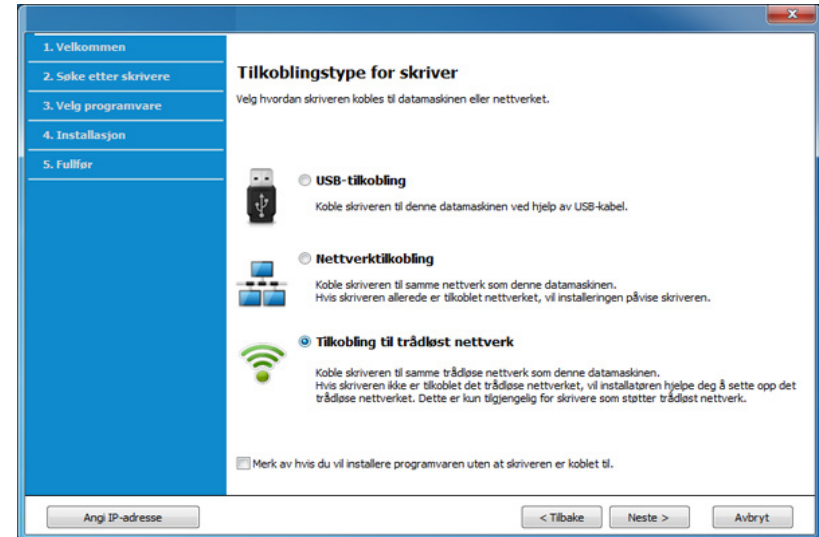 1. Velkommen
2. Søke etter skrivere
3. Velg programvare
4. Installasjon
5. Fullfør
Tilkoblingstype for skriver
Velg hvordan skriveren kobles til datamaskinen eller nettverket.
USB-tilkobling
Koble skriveren til denne datamaskinen ved hjelp av USB-kabel.
Nettverktilkobling
Koble skriveren til samme nettverk som denne datamaskinen.
Hvis skriveren allerede er tilkoblet nettverket, vil installeringen påvise skriveren.
Tilkobling til trådløst nettverk
Koble skriveren til samme trådløse nettverk som denne datamaskinen.
Hvis skriveren ikke er tilkoblet det trådløse nettverket, vil installatøren hjelpe deg å sette opp det
trådløse nettverket. Dette er kun tilgjengelig for skrivere som støtter trådløst nettverk.
Merk av hvis du vil installere programvaren uten at skriveren er koblet til.
Angi IP-adresse
< Tilbake
Neste >
Avbryt